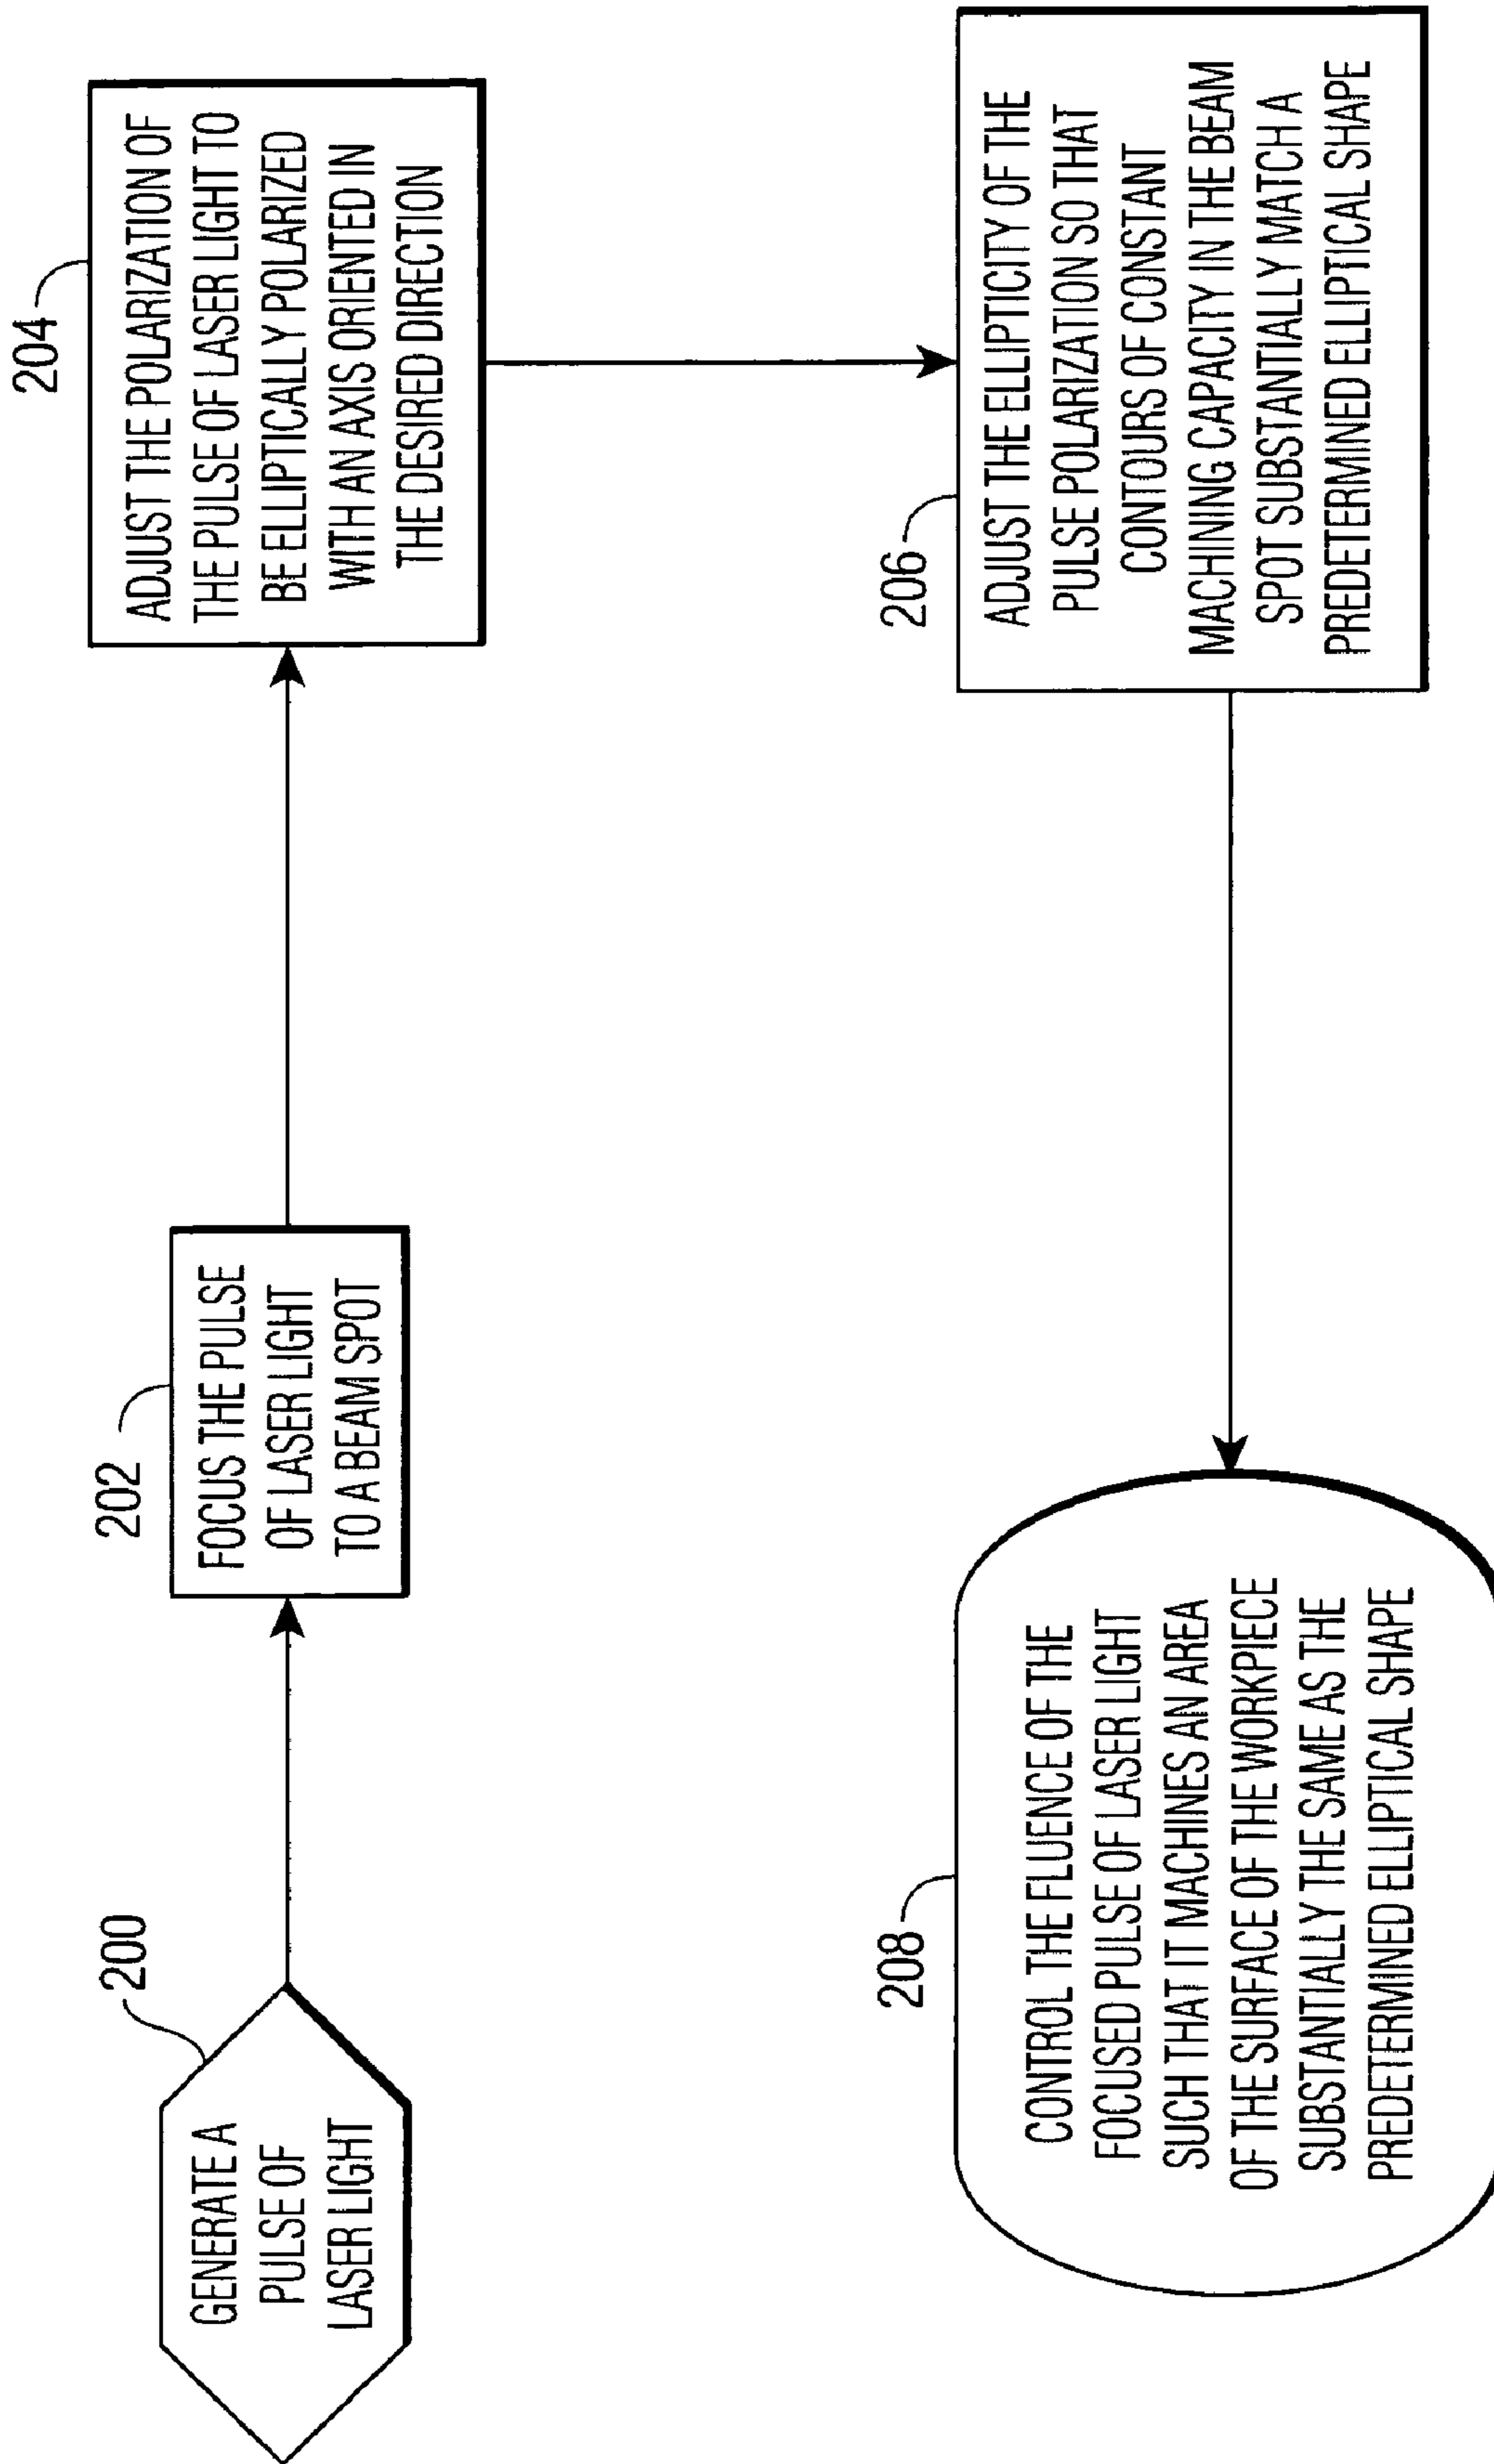 200
GENERATE A
PULSE OF
LASER LIGHT
202
FOCUS THE PULSE
OF LASER LIGHT
TO A BEAM SPOT
204
ADJUST THE POLARIZATION OF
THE PULSE OF LASER LIGHT TO
BE ELLIPTICALLY POLARIZED
WITH AN AXIS ORIENTED IN
THE DESIRED DIRECTION
206
ADJUST THE ELLIPTICITY OF THE
PULSE POLARIZATION SO THAT
CONTOURS OF CONSTANT
MACHINING CAPACITY IN THE BEAM
SPOT SUBSTANTIALLY MATCH A
PREDETERMINED ELLIPTICAL SHAPE
208
CONTROL THE FLUENCE OF THE
FOCUSED PULSE OF LASER LIGHT
SUCH THAT IT MACHINES AN AREA
OF THE SURFACE OF THE WORKPIECE
SUBSTANTIALLY THE SAME AS THE
PREDETERMINED ELLIPTICAL SHAPE